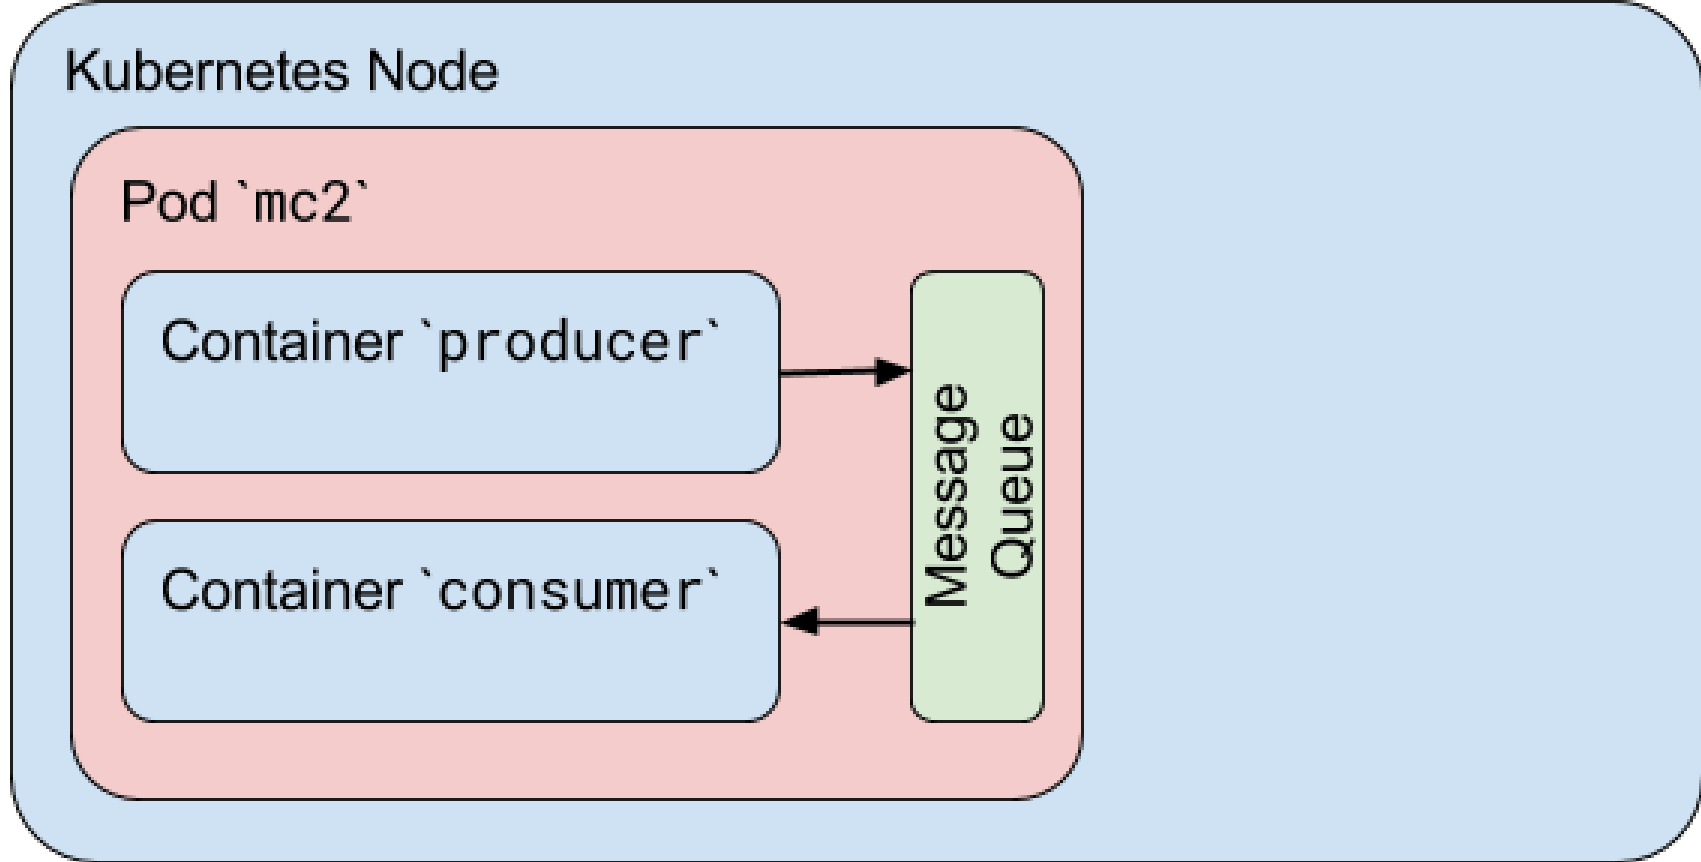 Kubernetes Node
Pod `mc2`
Container `producer`
Container `consumer`
Message
Queue